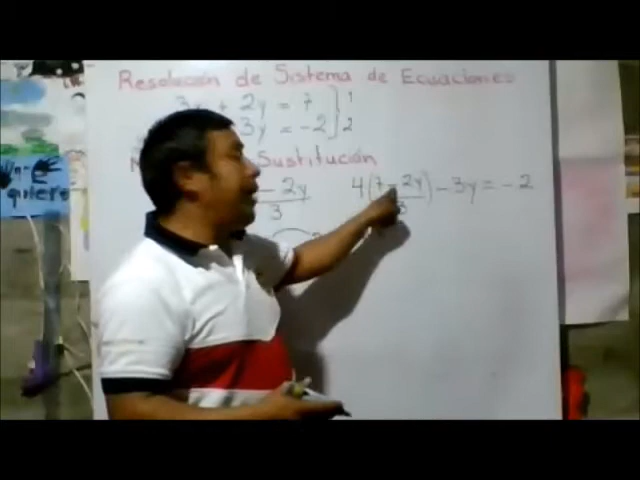 Resolución de Sistema de Ecuaciones
3x + 2y = 7 } 1
3y = -2 } 2
Sustitución
- 2y
3
4(7-2y) - 3y = - 2
3
quiero